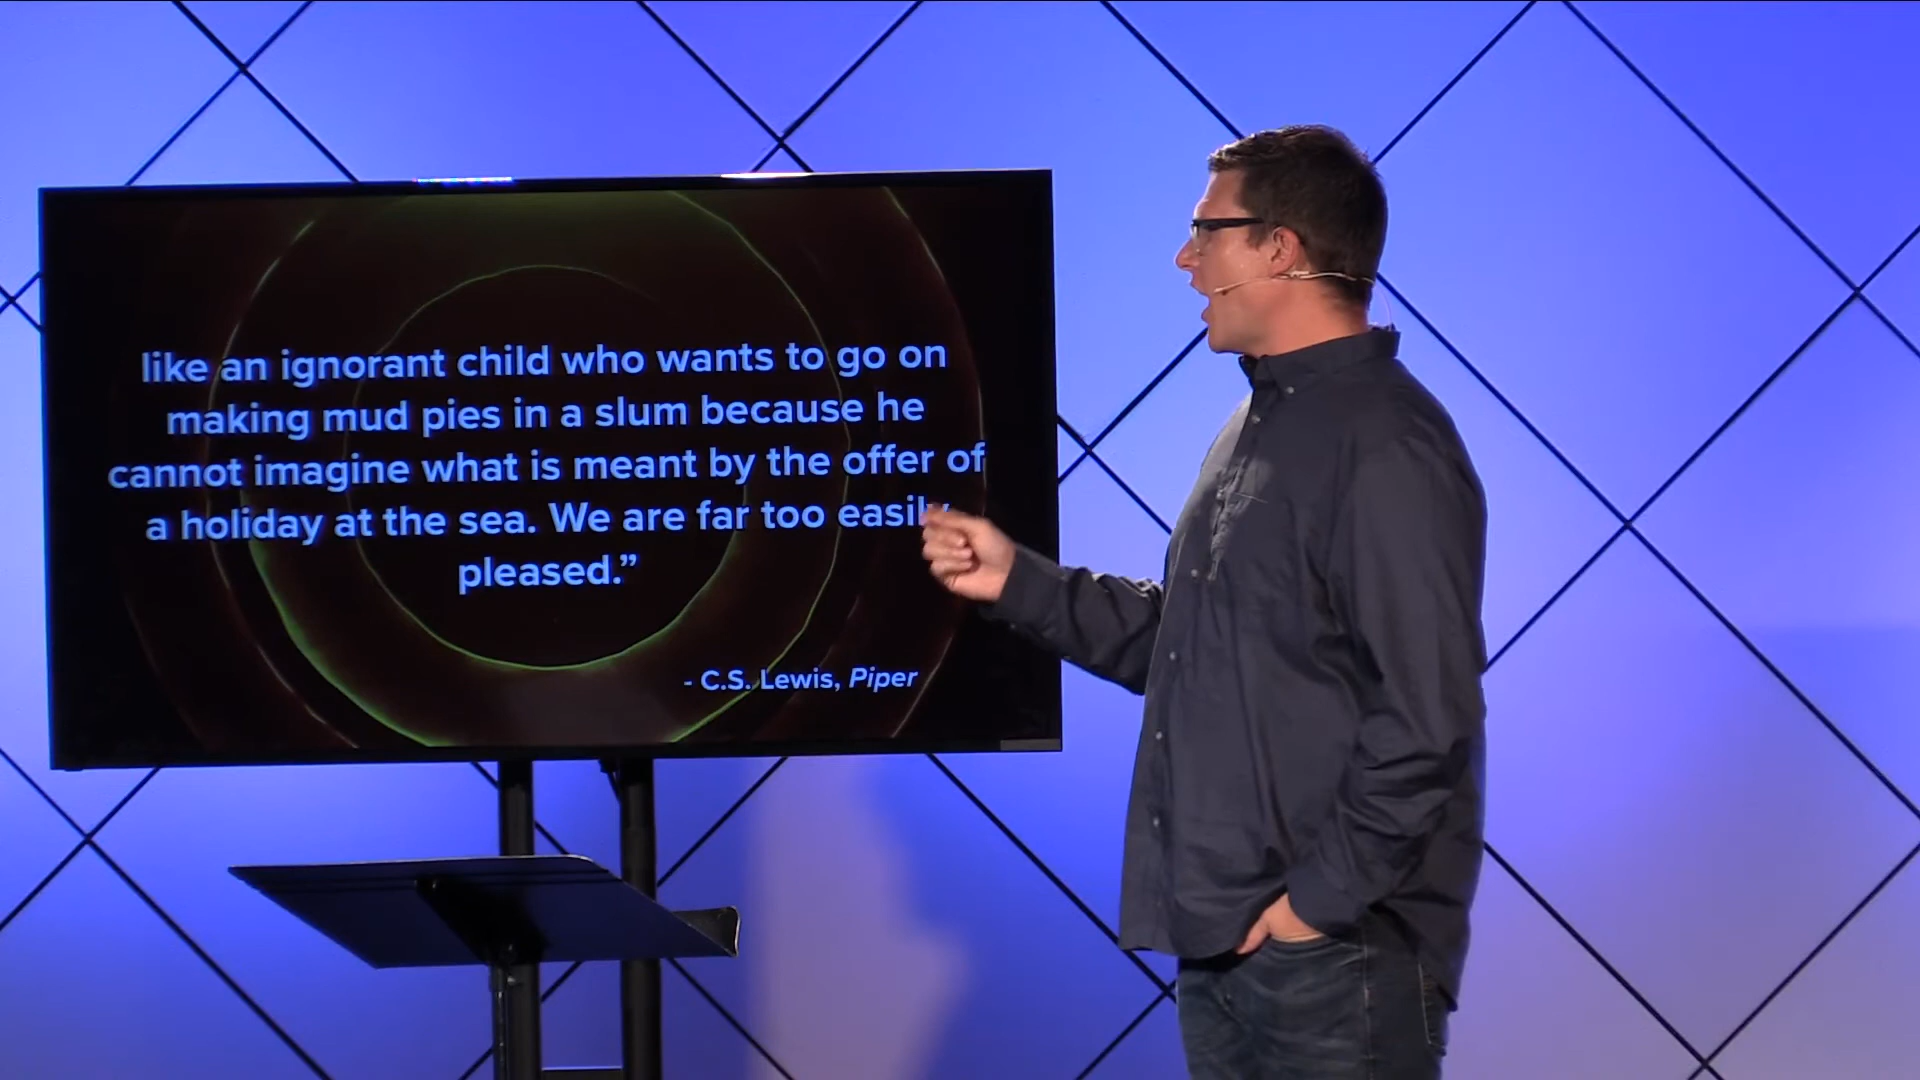 like an ignorant child who wants to go on
making mud pies in a slum because he
cannot imagine what is meant by the offer of
a holiday at the sea. We are far too easily
pleased.”
- C.S. Lewis, Piper